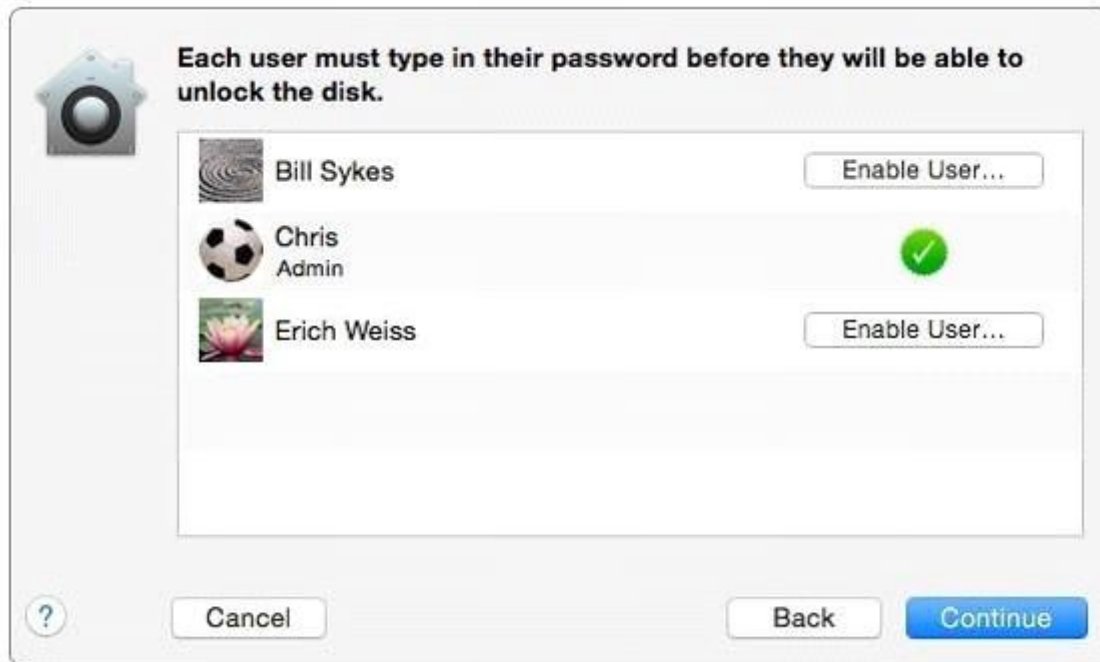 Each user must type in their password before they will be able to
unlock the disk.
Bill Sykes
Enable User...
Chris
Admin
Erich Weiss
Enable User...
?
Cancel
Back
Continue